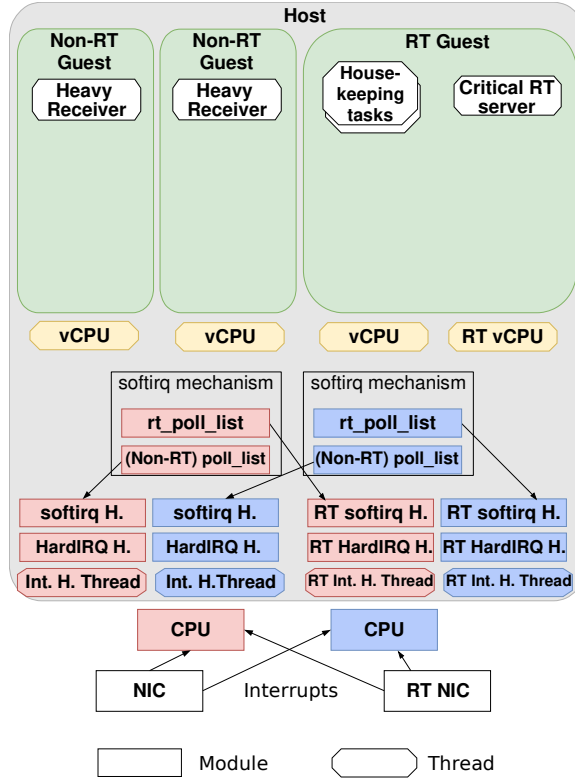 Host
Non-RT
Guest
Non-RT
Guest
RT Guest
Heavy
Receiver
Heavy
Receiver
House-
keeping
tasks
Critical RT
server
vCPU
vCPU
vCPU
RT vCPU
softirq mechanism
softirq mechanism
rt_poll_list
rt_poll_list
(Non-RT) poll_list
(Non-RT) poll_list
softirq H.
softirq H.
RT softirq H.
RT softirq H.
HardIRQ H.
HardIRQ H.
RT HardIRQ H.
RT HardIRQ H.
Int. H. Thread
Int. H.Thread
RT Int. H. Thread
RT Int. H. Thread
CPU
CPU
NIC
Interrupts
RT NIC
Module
Thread